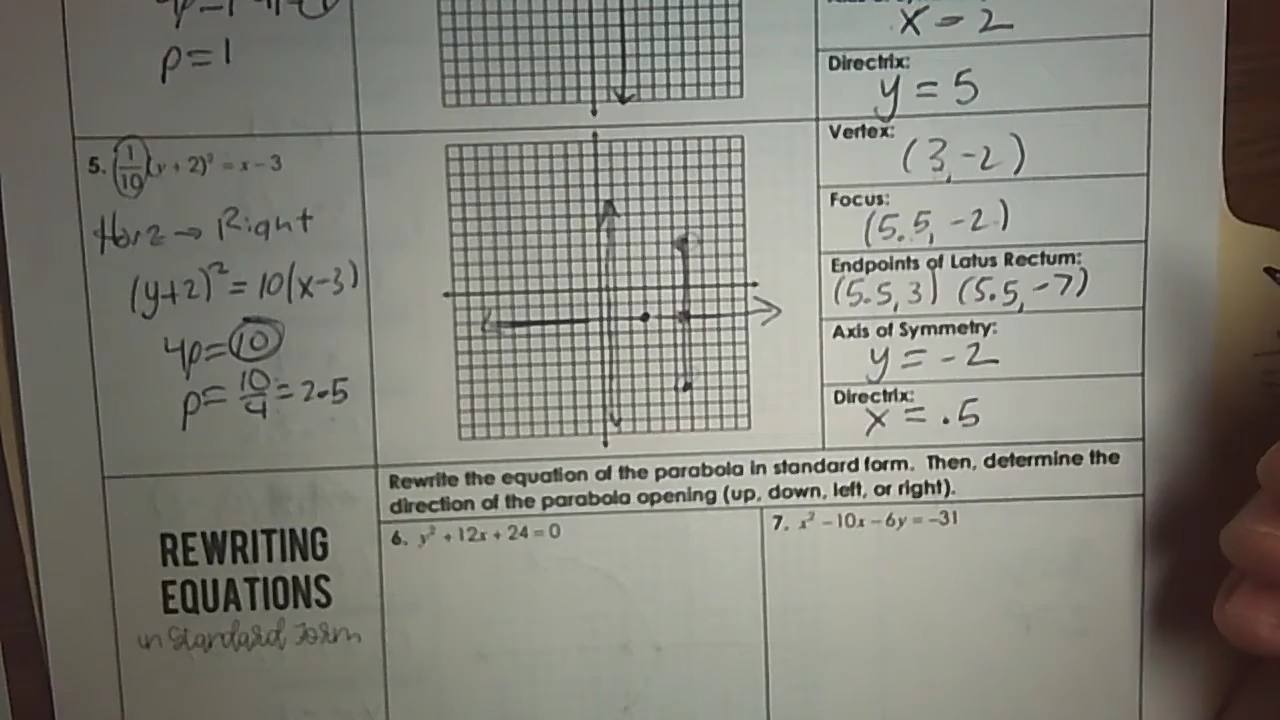 p=1
x=2
Directrix:
y = 5
5. (1/10)(y + 2)² = x − 3
Horz → Right
(y+2)² = 10(x−3)
4p = 10
p = 10/4 = 2.5
Vertex:
(3, -2)
Focus:
(5.5, -2)
Endpoints of Latus Rectum:
(5.5, 3) (5.5, -7)
Axis of Symmetry:
y = -2
Directrix:
x = .5
Rewrite the equation of the parabola in standard form. Then, determine the
direction of the parabola opening (up, down, left, or right).
REWRITING
EQUATIONS
in Standard Form
6. y² + 12x + 24 = 0
7. x² − 10x − 6y = −31